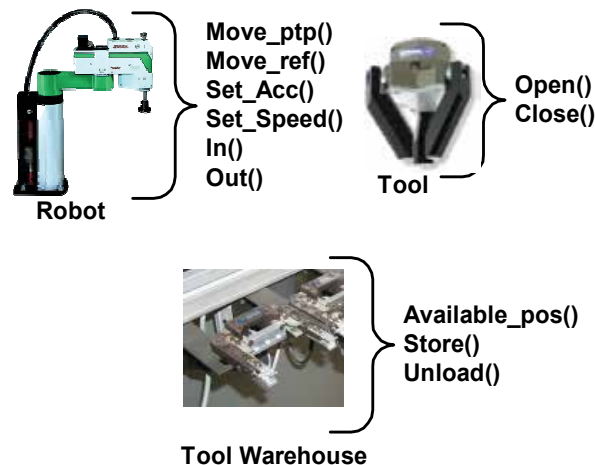 Move_ptp()
Move_ref()
Set_Acc()
Set_Speed()
In()
Out()
Robot
Open()
Close()
Tool
Available_pos()
Store()
Unload()
Tool Warehouse